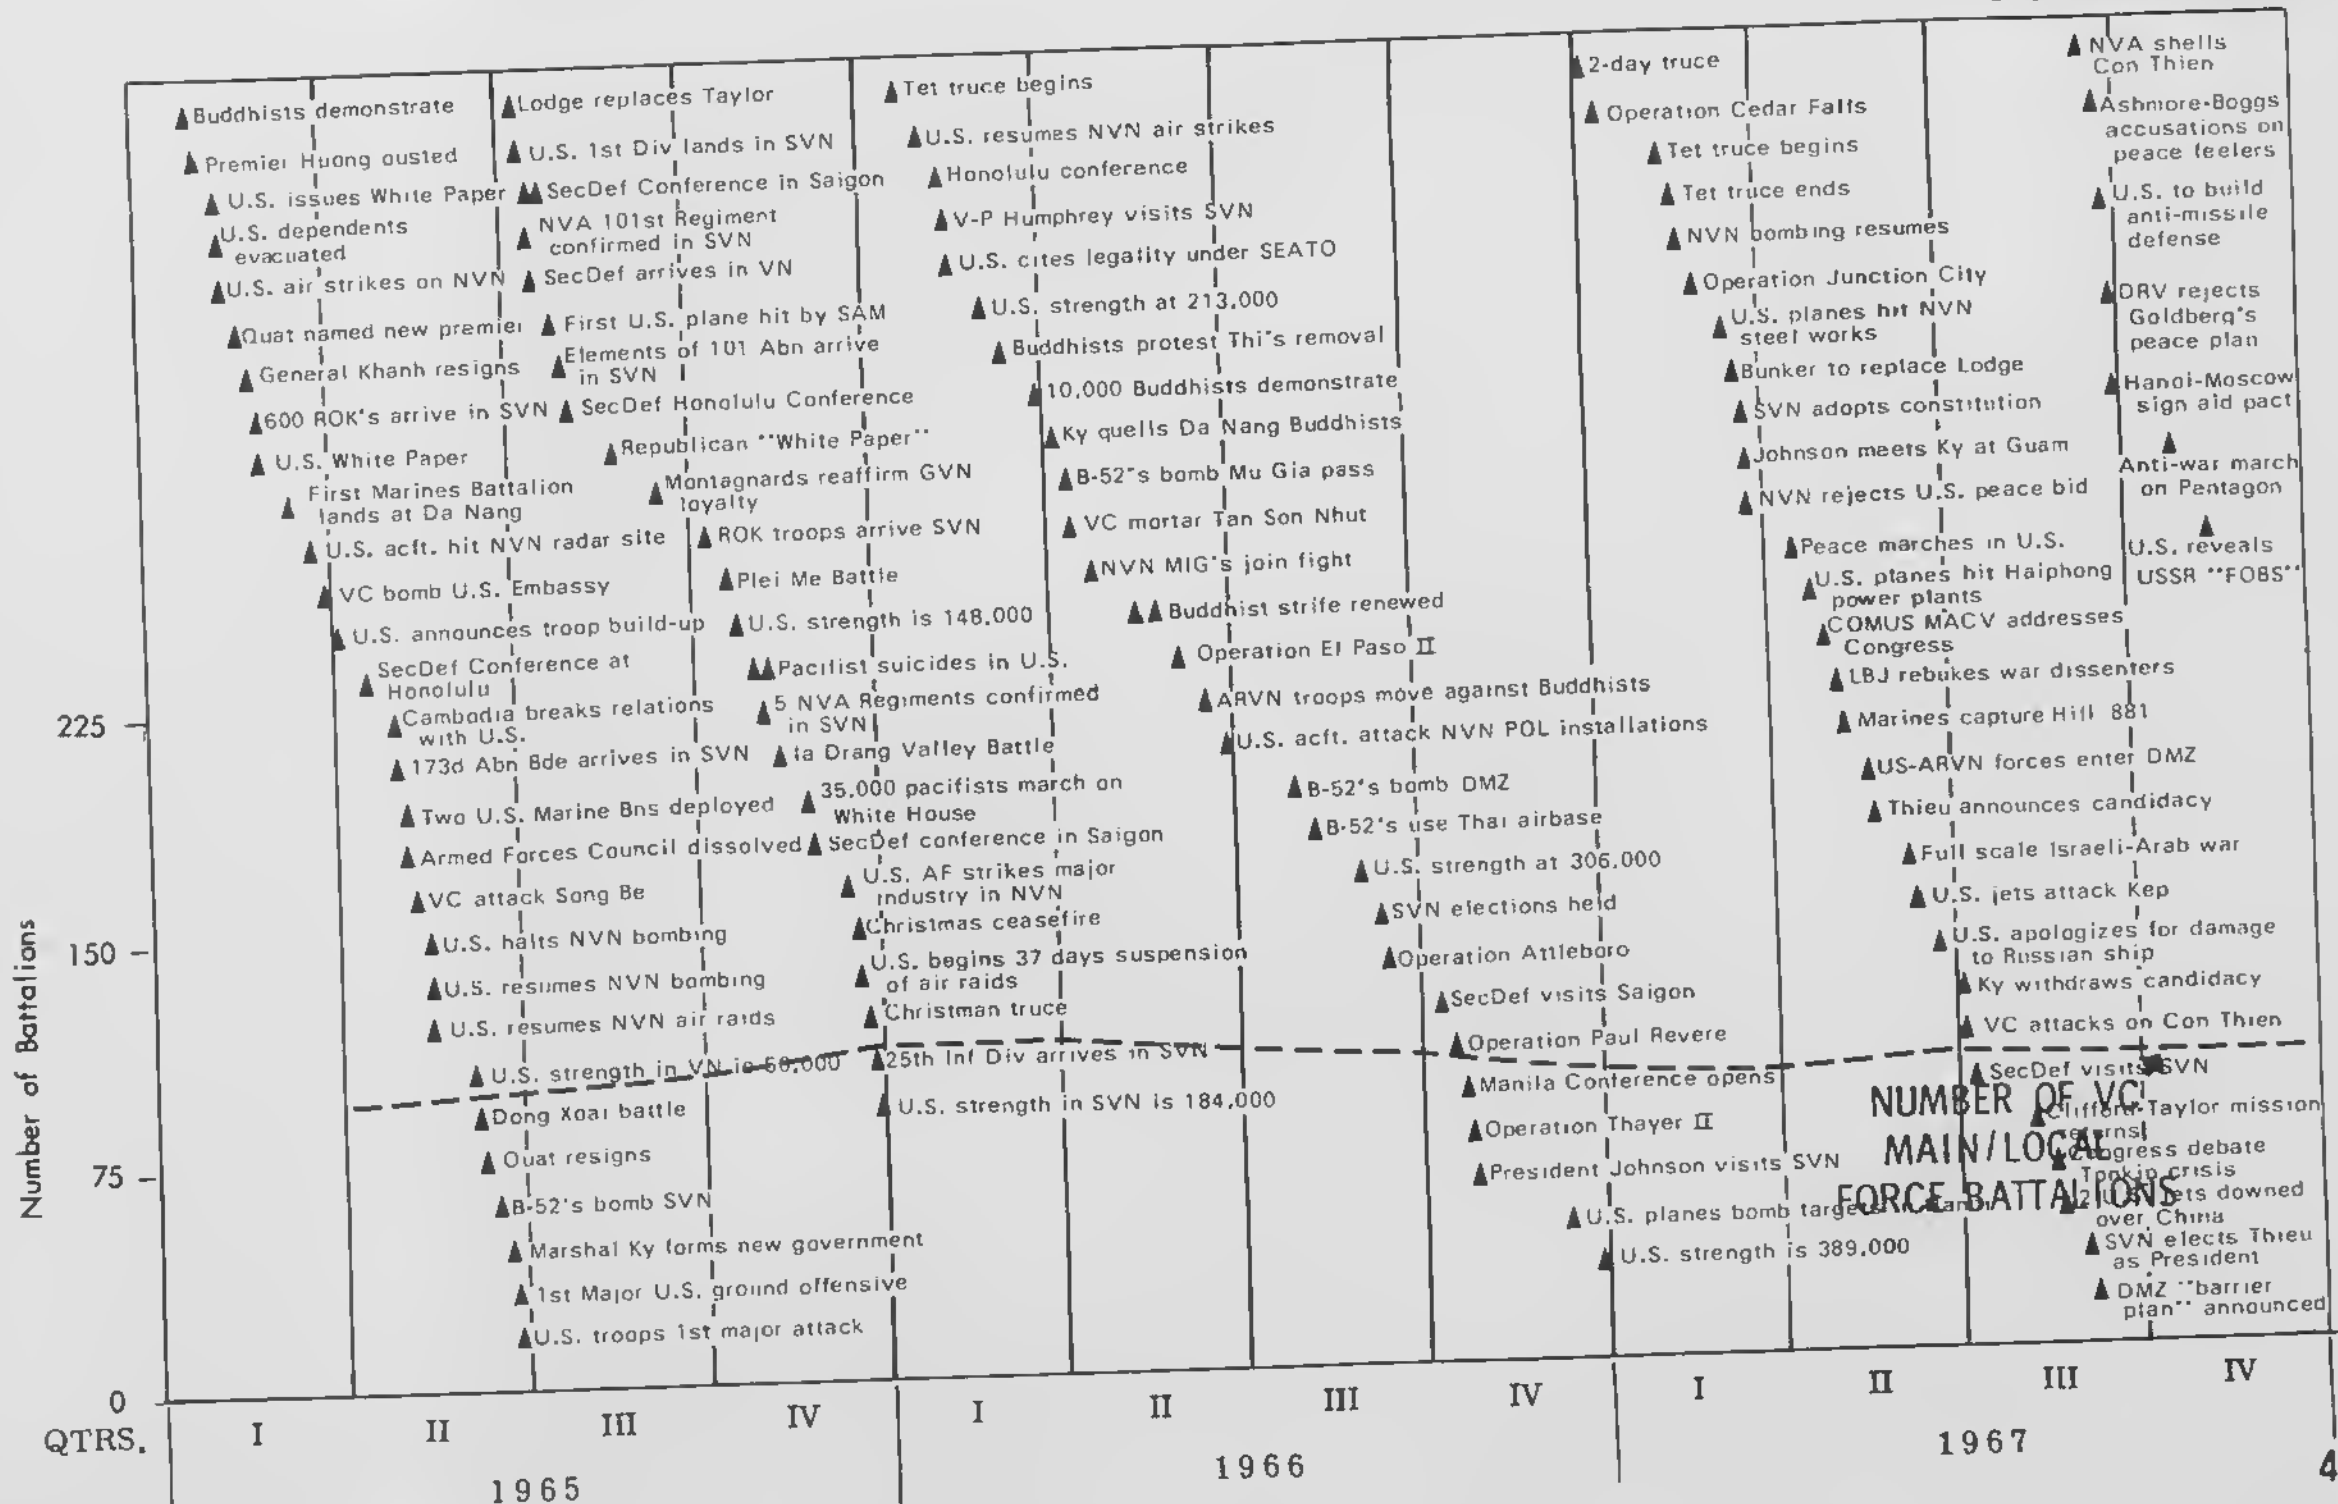 Buddhists demonstrate
Premier Huong ousted
U.S. issues White Paper
U.S. dependents
evacuated
U.S. air strikes on NVN
Quat named new premier
General Khanh resigns
600 ROK's arrive in SVN
U.S. White Paper
First Marines Battalion
lands at Da Nang
U.S. acft. hit NVN radar site
VC bomb U.S. Embassy
U.S. announces troop build-up
SecDef Conference at
Honolulu
Cambodia breaks relations
with U.S.
173d Abn Bde arrives in SVN
Two U.S. Marine Bns deployed
Armed Forces Council dissolved
VC attack Song Be
U.S. halts NVN bombing
U.S. resumes NVN bombing
U.S. resumes NVN air raids
U.S. strength in VN is 50,000
Dong Xoai battle
Quat resigns
B-52's bomb SVN
Marshal Ky forms new government
1st Major U.S. ground offensive
U.S. troops 1st major attack
Lodge replaces Taylor
U.S. 1st Div lands in SVN
SecDef Conference in Saigon
NVA 101st Regiment
confirmed in SVN
SecDef arrives in VN
First U.S. plane hit by SAM
Elements of 101 Abn arrive
in SVN
SecDef Honolulu Conference
Republican "White Paper"
Montagnards reaffirm GVN
loyalty
ROK troops arrive SVN
Plei Me Battle
U.S. strength is 148,000
Pacifist suicides in U.S.
5 NVA Regiments confirmed
in SVN
Ia Drang Valley Battle
35,000 pacifists march on
White House
SecDef conference in Saigon
U.S. AF strikes major
industry in NVN
Christmas ceasefire
U.S. begins 37 days suspension
of air raids
Christman truce
25th Inf Div arrives in SVN
U.S. strength in SVN is 184,000
Tet truce begins
U.S. resumes NVN air strikes
Honolulu conference
V-P Humphrey visits SVN
U.S. cites legality under SEATO
U.S. strength at 213,000
Buddhists protest Thi's removal
10,000 Buddhists demonstrate
Ky quells Da Nang Buddhists
B-52's bomb Mu Gia pass
VC mortar Tan Son Nhut
NVN MIG's join fight
Buddhist strife renewed
Operation El Paso II
ARVN troops move against Buddhists
U.S. acft. attack NVN POL installations
B-52's bomb DMZ
B-52's use Thai airbase
U.S. strength at 306,000
SVN elections held
Operation Attleboro
SecDef visits Saigon
Operation Paul Revere
Manila Conference opens
Operation Thayer II
President Johnson visits SVN
U.S. planes bomb targets
U.S. strength is 389,000
2-day truce
Operation Cedar Falls
Tet truce begins
Tet truce ends
NVN bombing resumes
Operation Junction City
U.S. planes hit NVN
steel works
Bunker to replace Lodge
SVN adopts constitution
Johnson meets Ky at Guam
NVN rejects U.S. peace bid
Peace marches in U.S.
U.S. planes hit Haiphong
power plants
COMUS MACV addresses
Congress
LBJ rebukes war dissenters
Marines capture Hill 881
US-ARVN forces enter DMZ
Thieu announces candidacy
Full scale Israeli-Arab war
U.S. jets attack Kep
U.S. apologizes for damage
to Russian ship
Ky withdraws candidacy
VC attacks on Con Thien
SecDef visits SVN
Clifford-Taylor mission
returns
Congress debate
Tonkin crisis
2 U.S. jets downed
over China
SVN elects Thieu
as President
DMZ "barrier
plan" announced
NVA shells
Con Thien
Ashmore-Boggs
accusations on
peace feelers
U.S. to build
anti-missile
defense
DRV rejects
Goldberg's
peace plan
Hanoi-Moscow
sign aid pact
Anti-war march
on Pentagon
U.S. reveals
USSR "FOBS"
NUMBER OF VC
MAIN/LOCAL
FORCE BATTALIONS
Number of Battalions
225
150
75
0
QTRS.
I II III IV I II III IV I II III IV
1965 1966 1967
4